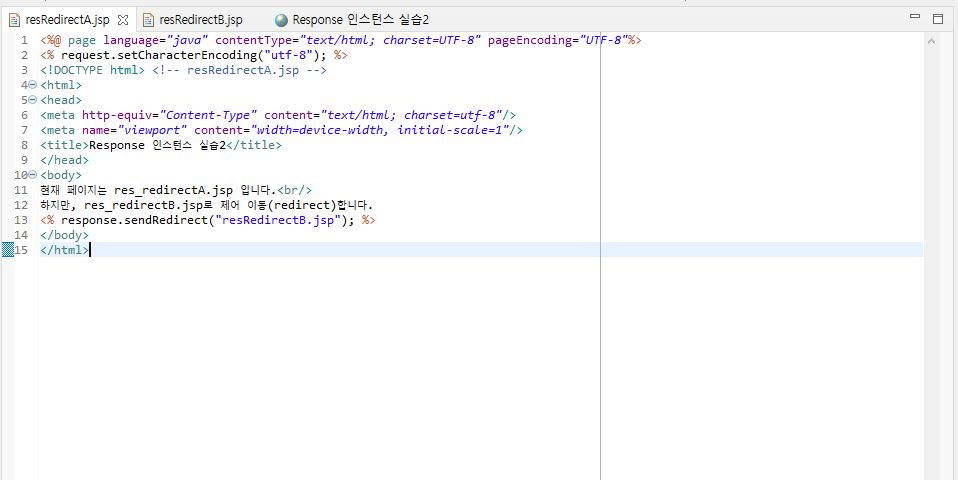 resRedirectA.jsp resRedirectB.jsp Response 인스턴스 실습2
1 <%@ page language="java" contentType="text/html; charset=UTF-8" pageEncoding="UTF-8"%>
2 <% request.setCharacterEncoding("utf-8"); %>
3 <!DOCTYPE html> <!-- resRedirectA.jsp -->
4 <html>
5 <head>
6 <meta http-equiv="Content-Type" content="text/html; charset=utf-8"/>
7 <meta name="viewport" content="width=device-width, initial-scale=1"/>
8 <title>Response 인스턴스 실습2</title>
9 </head>
10 <body>
11 현재 페이지는 res_redirectA.jsp 입니다.<br/>
12 하지만, res_redirectB.jsp로 제어 이동(redirect)합니다.
13 <% response.sendRedirect("resRedirectB.jsp"); %>
14 </body>
15 </html>